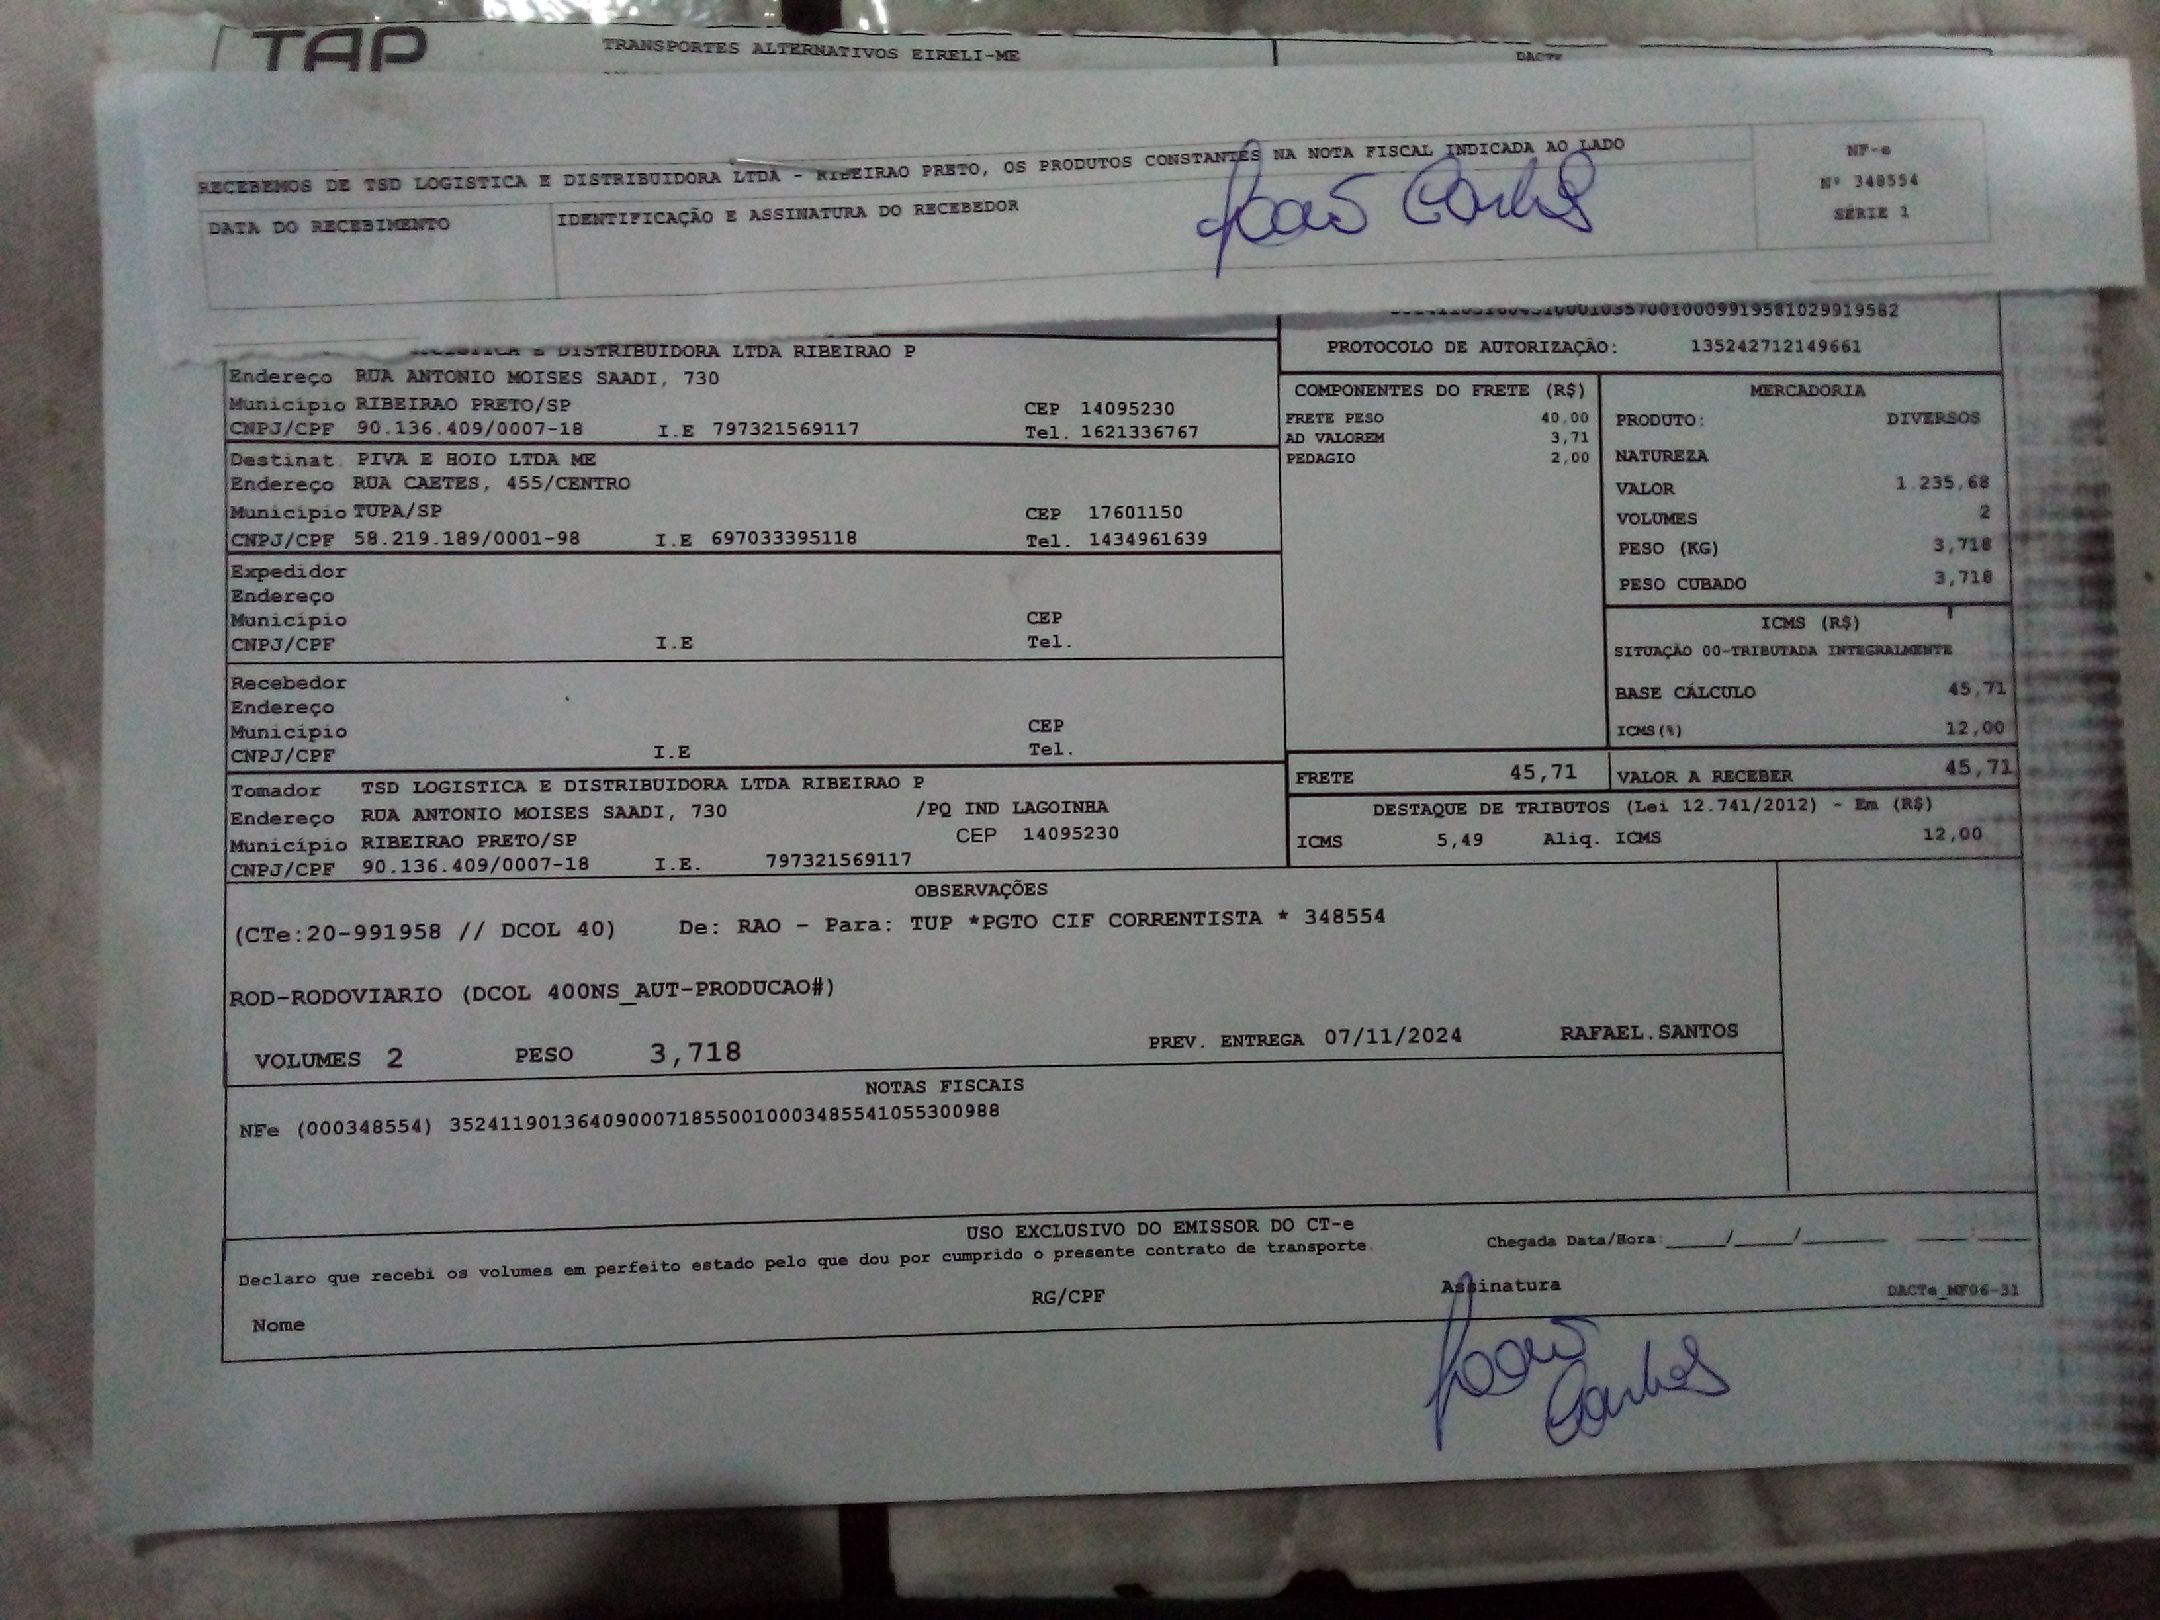 TAP
TRANSPORTES ALTERNATIVOS EIRELI-ME
RECEBEMOS DE TSD LOGISTICA E DISTRIBUIDORA LTDA - RIBEIRAO PRETO, OS PRODUTOS CONSTANTES NA NOTA FISCAL INDICADA AO LADO
NF-e
Nº 348554
SÉRIE 1
DATA DO RECEBIMENTO
IDENTIFICAÇÃO E ASSINATURA DO RECEBEDOR
João Carlos
E DISTRIBUIDORA LTDA RIBEIRAO P
Endereço RUA ANTONIO MOISES SAADI, 730
Município RIBEIRAO PRETO/SP CEP 14095230
CNPJ/CPF 90.136.409/0007-18 I.E 797321569117 Tel. 1621336767
Destinat. PIVA E HOIO LTDA ME
Endereço RUA CAETES, 455/CENTRO
Município TUPA/SP CEP 17601150
CNPJ/CPF 58.219.189/0001-98 I.E 697033395118 Tel. 1434961639
Expedidor
Endereço
Município CEP
CNPJ/CPF I.E Tel.
Recebedor
Endereço
Município CEP
CNPJ/CPF I.E Tel.
Tomador TSD LOGISTICA E DISTRIBUIDORA LTDA RIBEIRAO P
Endereço RUA ANTONIO MOISES SAADI, 730 /PQ IND LAGOINHA
Município RIBEIRAO PRETO/SP CEP 14095230
CNPJ/CPF 90.136.409/0007-18 I.E. 797321569117
PROTOCOLO DE AUTORIZAÇÃO: 135242712149661
COMPONENTES DO FRETE (R$)
FRETE PESO 40,00
AD VALOREM 3,71
PEDAGIO 2,00
MERCADORIA
PRODUTO: DIVERSOS
NATUREZA
VALOR 1.235,68
VOLUMES 2
PESO (KG) 3,718
PESO CUBADO 3,718
ICMS (R$)
SITUAÇÃO 00-TRIBUTADA INTEGRALMENTE
BASE CÁLCULO 45,71
ICMS(%) 12,00
FRETE 45,71 VALOR A RECEBER 45,71
DESTAQUE DE TRIBUTOS (Lei 12.741/2012) - Em (R$)
ICMS 5,49 Aliq. ICMS 12,00
OBSERVAÇÕES
(CTe:20-991958 // DCOL 40) De: RAO - Para: TUP *PGTO CIF CORRENTISTA * 348554
ROD-RODOVIARIO (DCOL 400NS_AUT-PRODUCAO#)
VOLUMES 2 PESO 3,718 PREV. ENTREGA 07/11/2024 RAFAEL.SANTOS
NOTAS FISCAIS
NFe (000348554) 35241190136409000718550010003485541055300988
USO EXCLUSIVO DO EMISSOR DO CT-e
Declaro que recebi os volumes em perfeito estado pelo que dou por cumprido o presente contrato de transporte.
Chegada Data/Hora:_____/_____/_______ ____:____
Nome RG/CPF Assinatura DACTe_MF06-31
João
Carlos